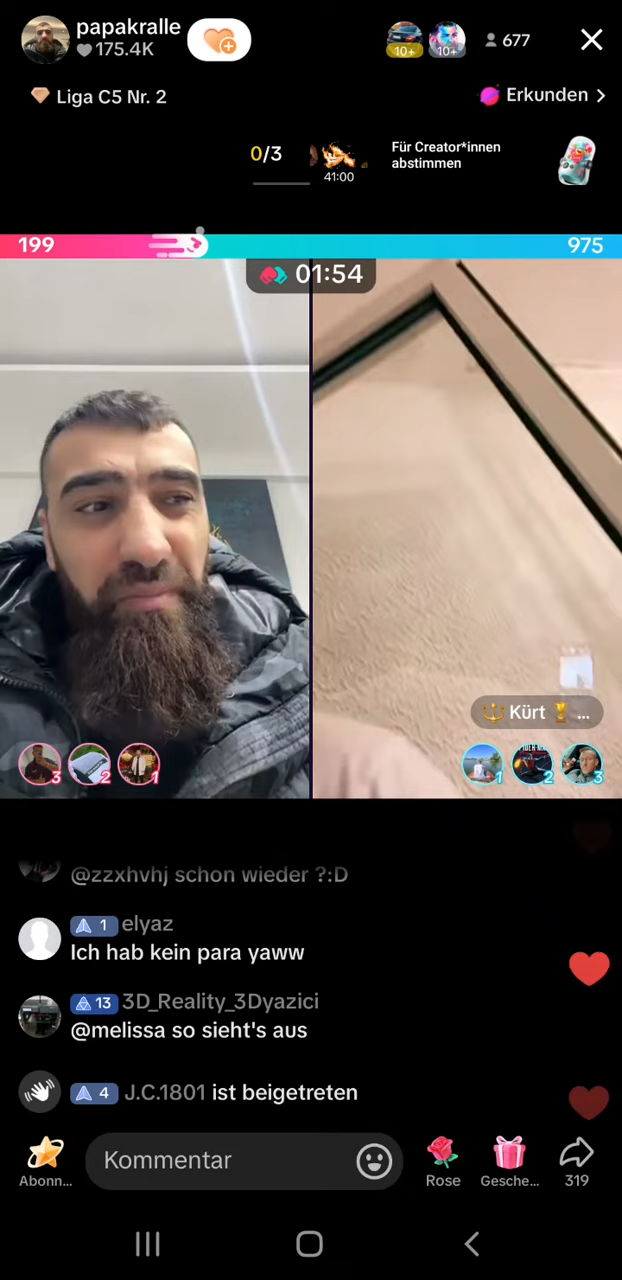 papakralle
175.4K
10+
10+
677
Liga C5 Nr. 2
Erkunden
0/3
41:00
Für Creator*innen
abstimmen
199
975
01:54
Kürt ...
3
2
1
1
2
3
@zzxhvhj schon wieder ?:D
1 elyaz
Ich hab kein para yaww
13 3D_Reality_3Dyazici
@melissa so sieht's aus
4 J.C.1801 ist beigetreten
Kommentar
Abonn...
Rose
Gesche...
319